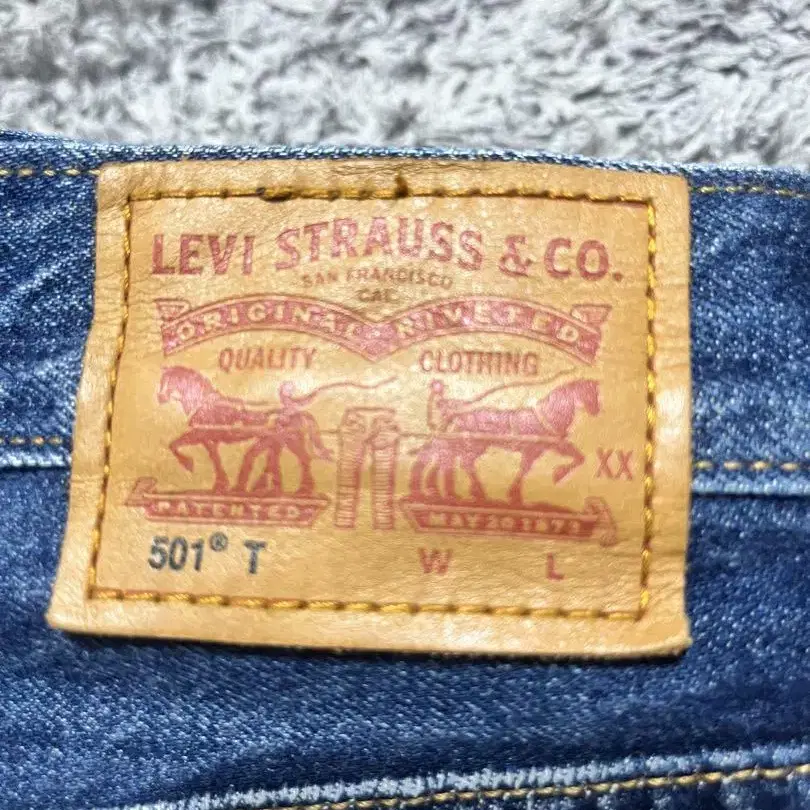 LEVI STRAUSS & CO.
SAN FRANCISCO
CAL
ORIGINAL RIVETED
QUALITY CLOTHING
XX
PATENTED MAY 20 1873
501® T W L